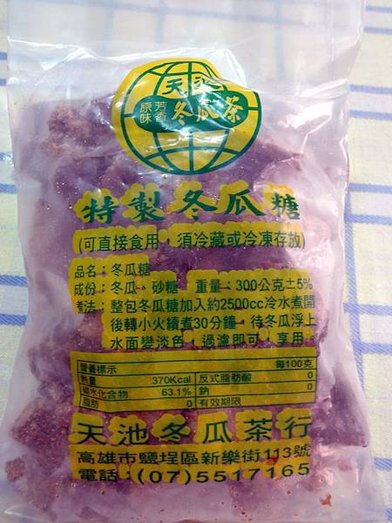 天池
原味 芳香 冬瓜茶
特製冬瓜糖
(可直接食用，須冷藏或冷凍存放)
品名：冬瓜糖
成份：冬瓜、砂糖 重量：300公克±5%
煮法：整包冬瓜糖加入約2500cc冷水煮開
後轉小火續煮30分鐘，待冬瓜浮上
水面變淡色，過濾即可，享用
營養標示 每100克
熱量 370Kcal 反式脂肪酸 0
碳水化合物 63.1% 鈉 0
脂肪 0 有效期限
天池冬瓜茶行
高雄市鹽埕區新樂街113號
電話：(07)5517165